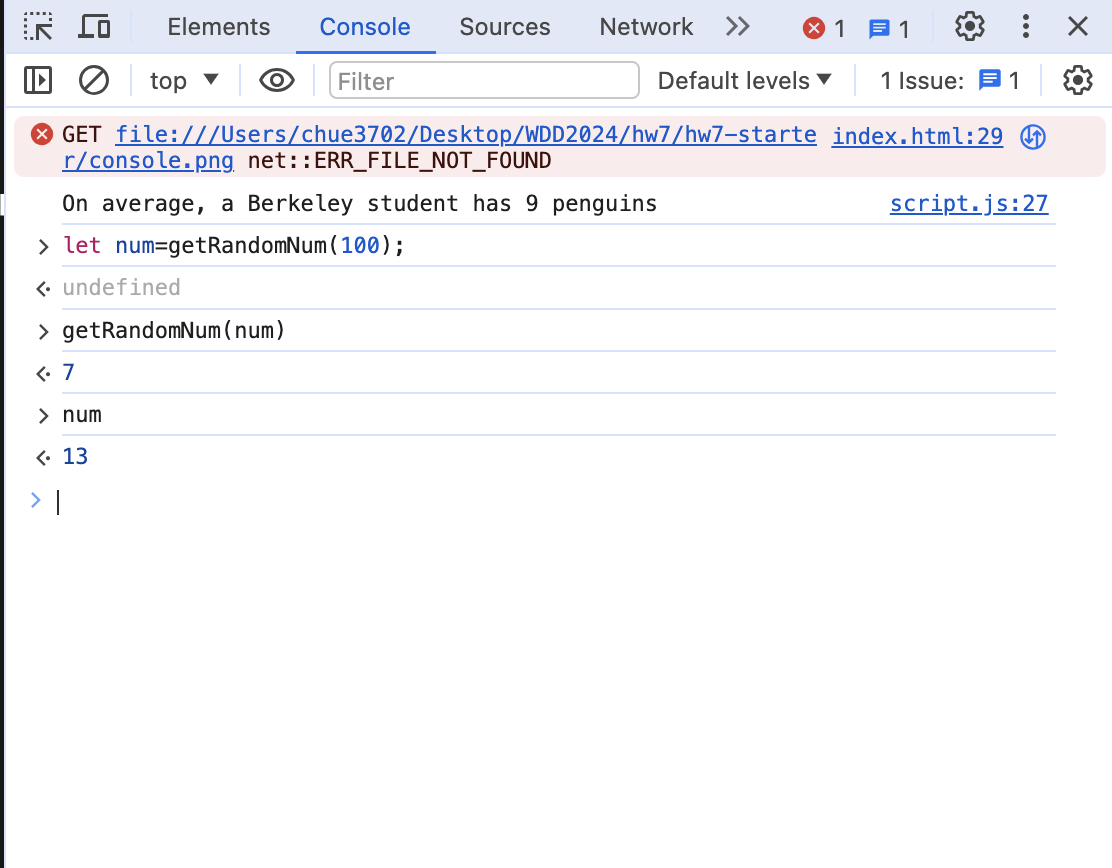 Elements Console Sources Network 1 1
top Filter Default levels 1 Issue: 1
GET file:///Users/chue3702/Desktop/WDD2024/hw7/hw7-starte index.html:29
r/console.png net::ERR_FILE_NOT_FOUND
On average, a Berkeley student has 9 penguins script.js:27
let num=getRandomNum(100);
undefined
getRandomNum(num)
7
num
13